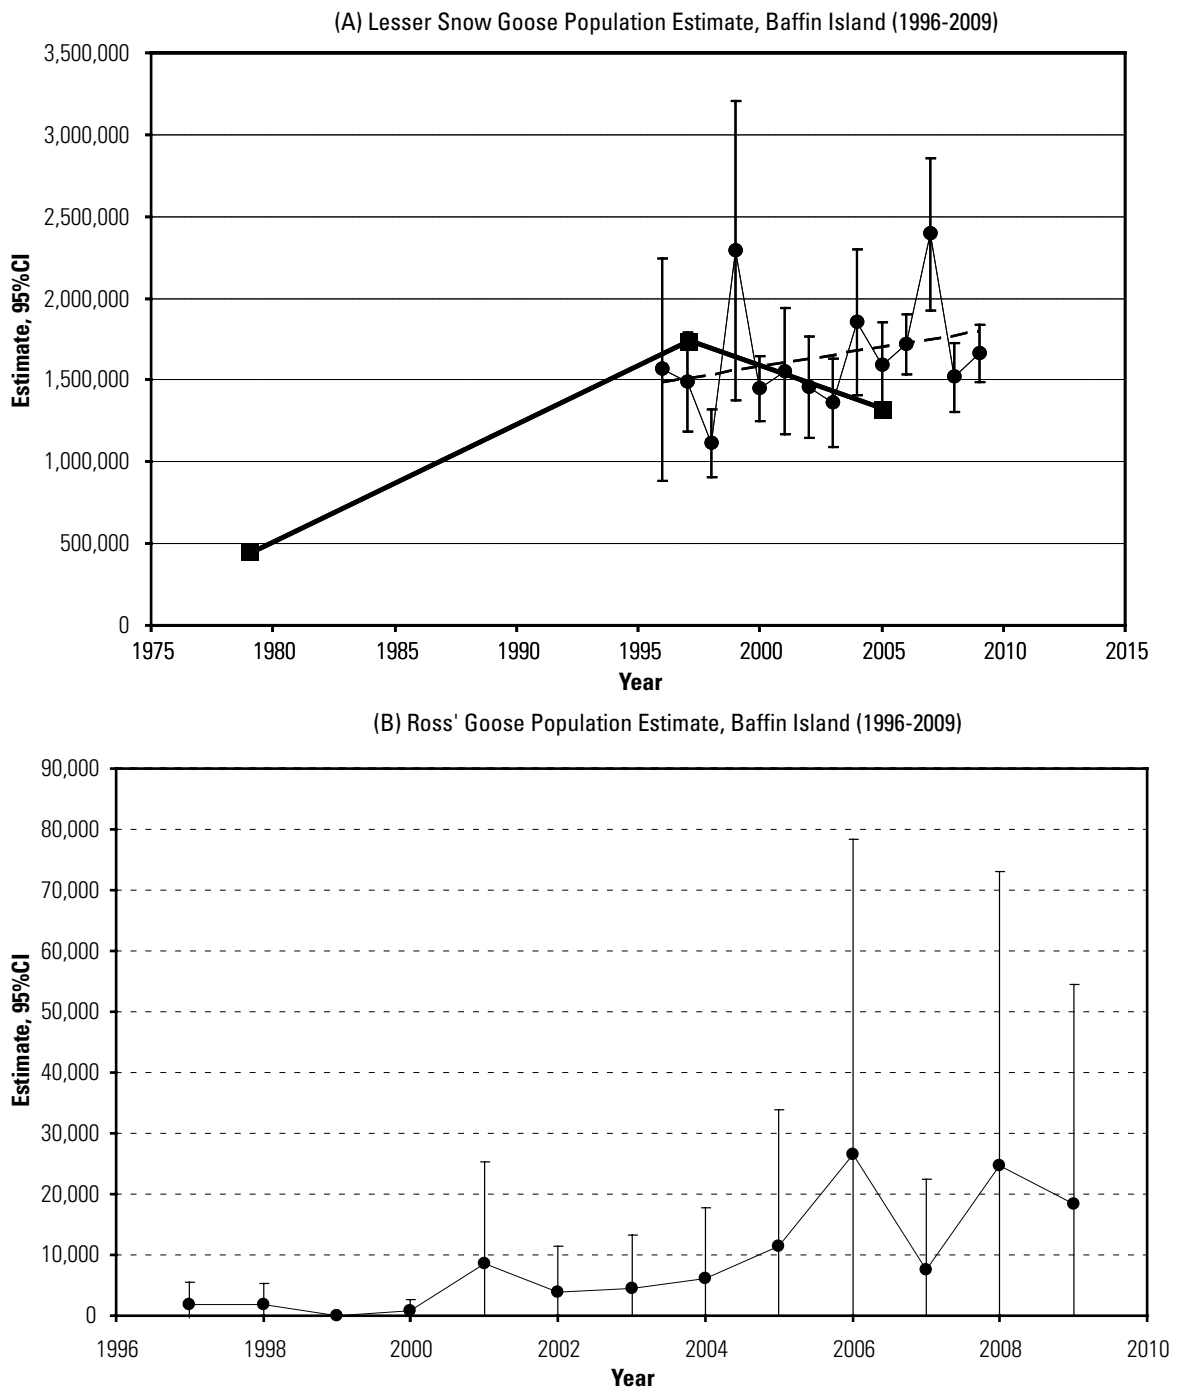 (A) Lesser Snow Goose Population Estimate, Baffin Island (1996-2009)
3,500,000
3,000,000
2,500,000
2,000,000
1,500,000
1,000,000
500,000
0
Estimate, 95%CI
1975 1980 1985 1990 1995 2000 2005 2010 2015
Year
(B) Ross' Goose Population Estimate, Baffin Island (1996-2009)
90,000
80,000
70,000
60,000
50,000
40,000
30,000
20,000
10,000
0
Estimate, 95%CI
1996 1998 2000 2002 2004 2006 2008 2010
Year